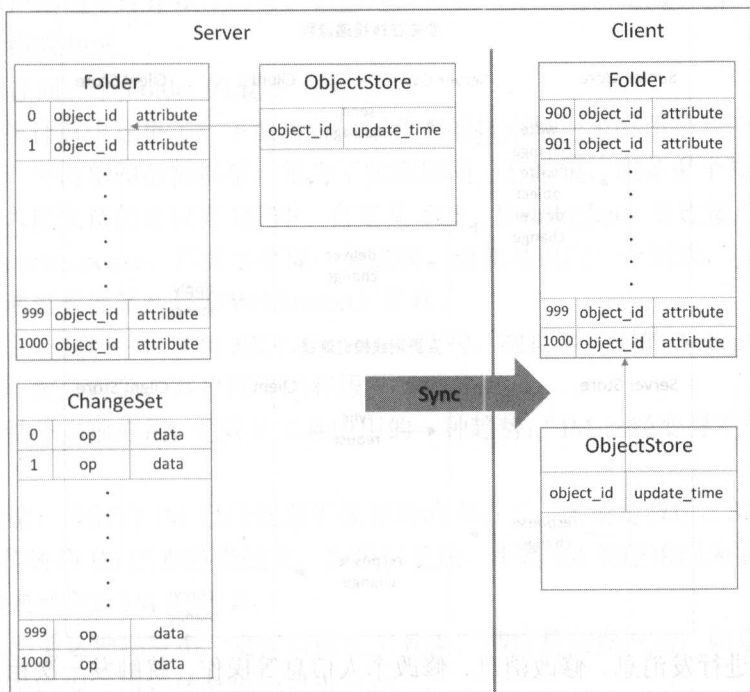 Server
Client
Folder
0 object_id attribute
1 object_id attribute
999 object_id attribute
1000 object_id attribute
ObjectStore
object_id update_time
ChangeSet
0 op data
1 op data
999 op data
1000 op data
Sync
Folder
900 object_id attribute
901 object_id attribute
999 object_id attribute
1000 object_id attribute
ObjectStore
object_id update_time